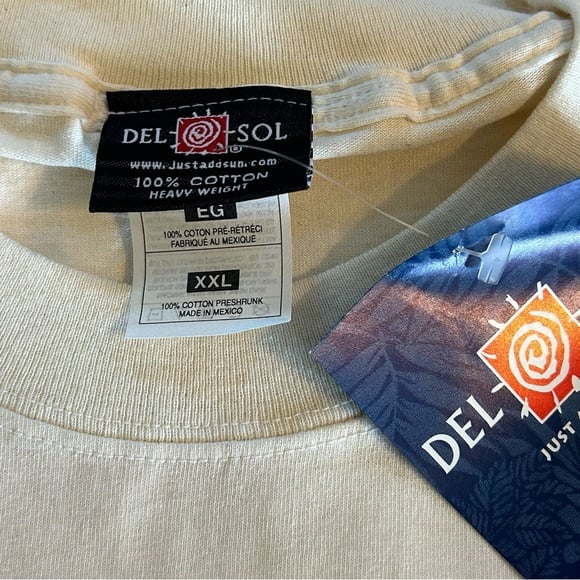 DEL SOL
®
www.justaddsun.com
100% COTTON
HEAVY WEIGHT
EG
100% COTON PRÉ-RÉTRÉCI
FABRIQUÉ AU MEXIQUE
XXL
100% COTTON PRESHRUNK
MADE IN MEXICO
DEL
JUST